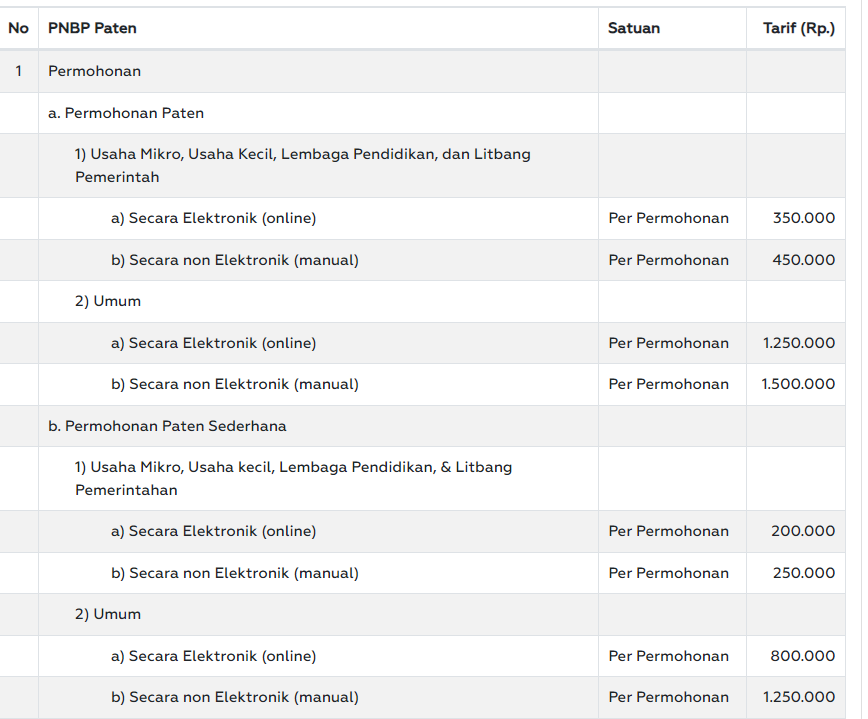 No PNBP Paten Satuan Tarif (Rp.)
1 Permohonan
a. Permohonan Paten
1) Usaha Mikro, Usaha Kecil, Lembaga Pendidikan, dan Litbang
Pemerintah
a) Secara Elektronik (online) Per Permohonan 350.000
b) Secara non Elektronik (manual) Per Permohonan 450.000
2) Umum
a) Secara Elektronik (online) Per Permohonan 1.250.000
b) Secara non Elektronik (manual) Per Permohonan 1.500.000
b. Permohonan Paten Sederhana
1) Usaha Mikro, Usaha kecil, Lembaga Pendidikan, & Litbang
Pemerintahan
a) Secara Elektronik (online) Per Permohonan 200.000
b) Secara non Elektronik (manual) Per Permohonan 250.000
2) Umum
a) Secara Elektronik (online) Per Permohonan 800.000
b) Secara non Elektronik (manual) Per Permohonan 1.250.000